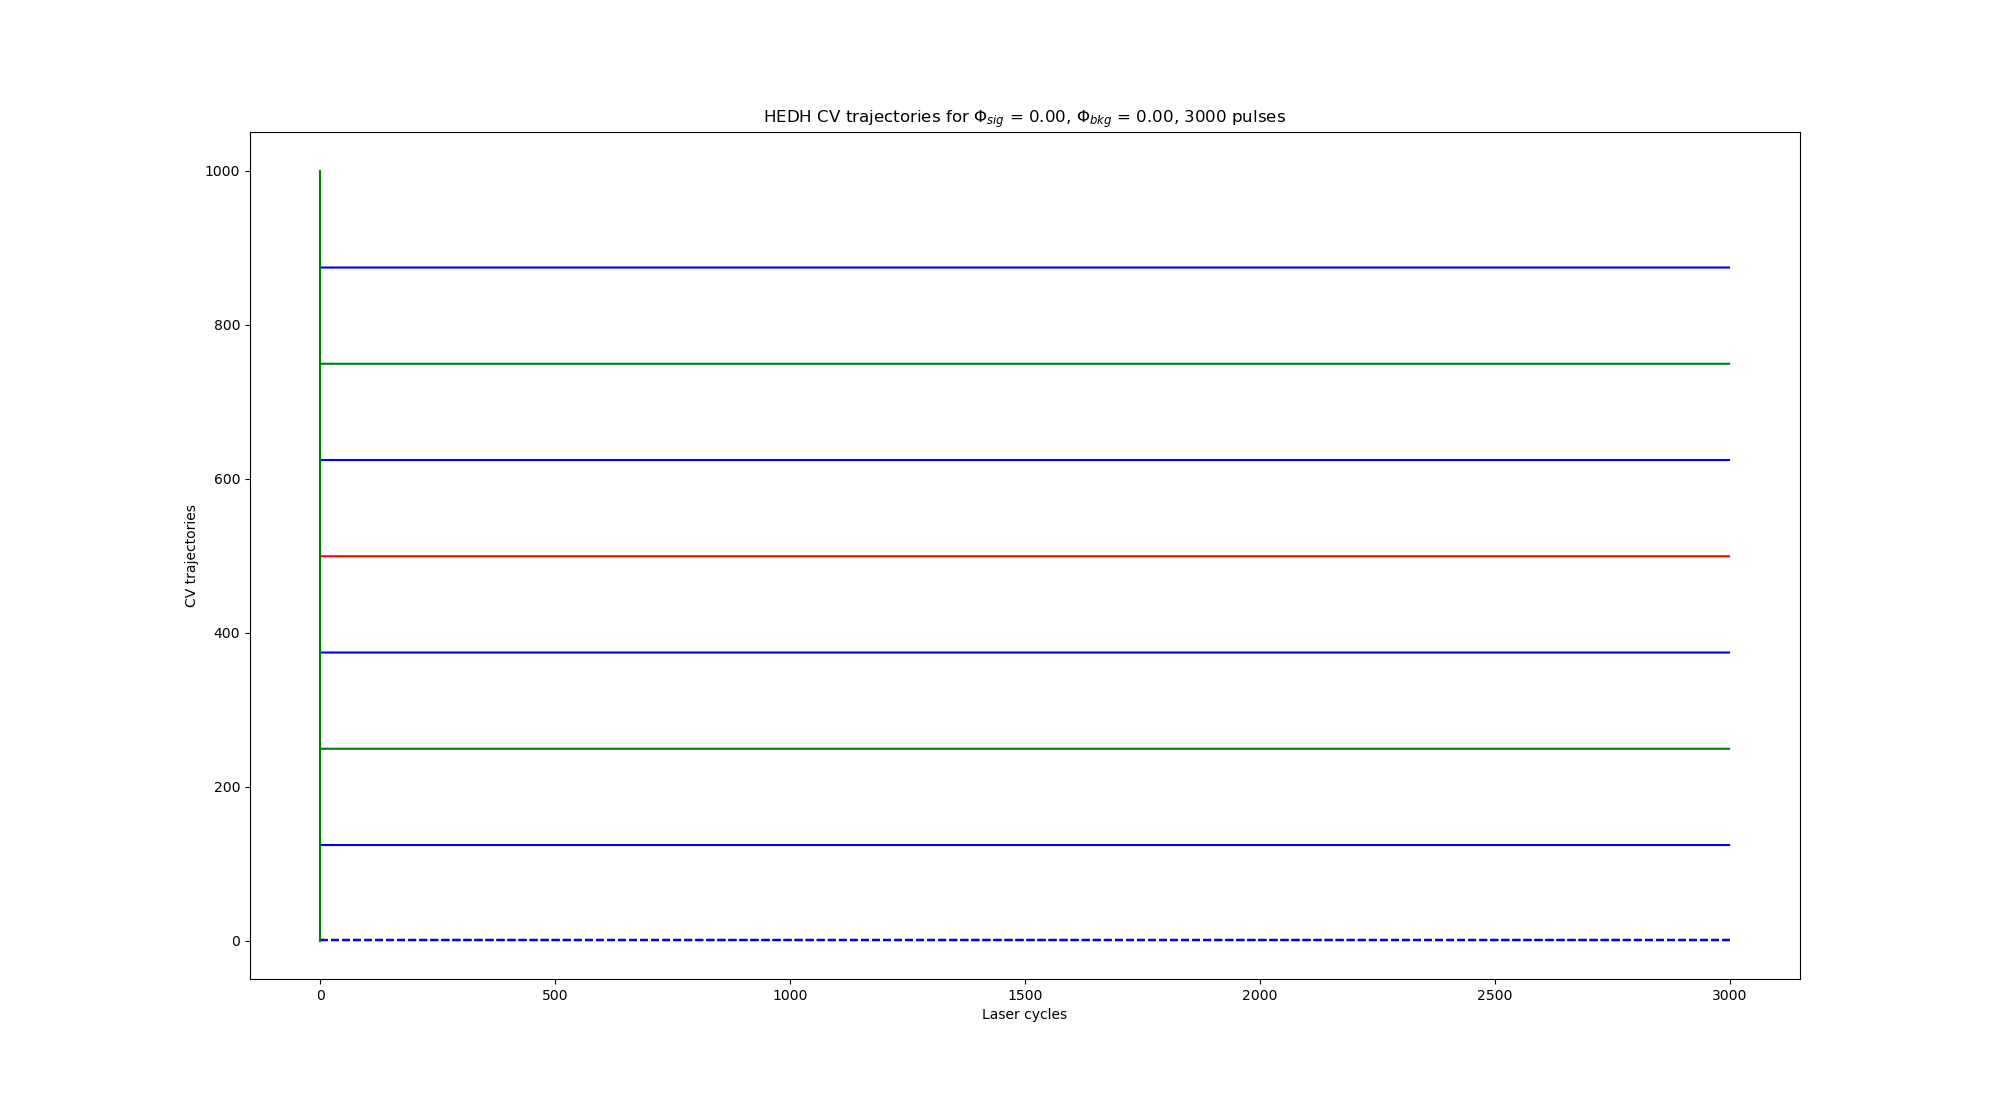 HEDH CV trajectories for Φsig = 0.00, Φbkg = 0.00, 3000 pulses
1000
800
600
400
200
0
CV trajectories
0 500 1000 1500 2000 2500 3000
Laser cycles